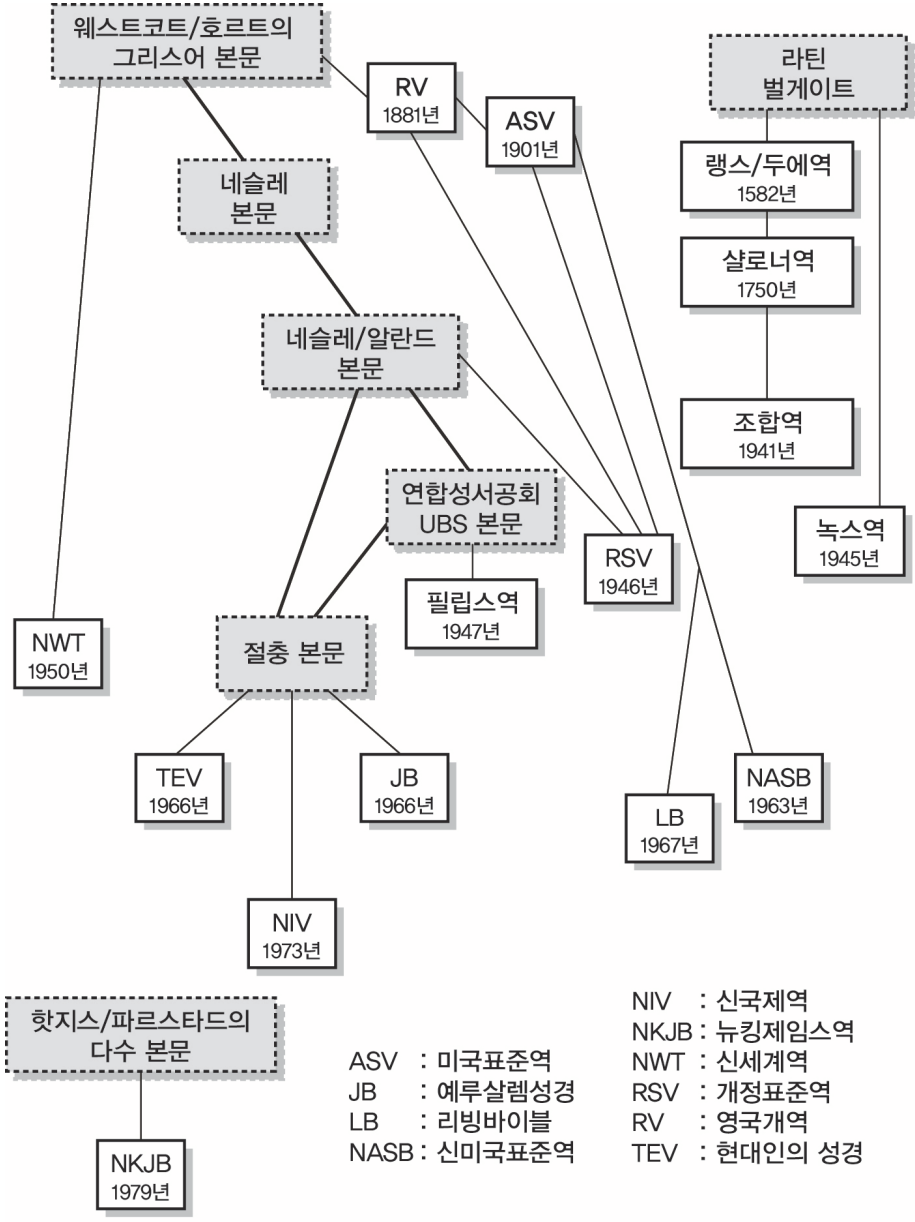 웨스트코트/호르트의
그리스어 본문
RV
1881년
ASV
1901년
라틴
벌게이트
네슬레
본문
랭스/두에역
1582년
샬로너역
1750년
네슬레/알란드
본문
조합역
1941년
연합성서공회
UBS 본문
녹스역
1945년
RSV
1946년
필립스역
1947년
NWT
1950년
절충 본문
TEV
1966년
JB
1966년
NASB
1963년
LB
1967년
NIV
1973년
핫지스/파르스타드의
다수 본문
NKJB
1979년
ASV : 미국표준역
JB : 예루살렘성경
LB : 리빙바이블
NASB : 신미국표준역
NIV : 신국제역
NKJB : 뉴킹제임스역
NWT : 신세계역
RSV : 개정표준역
RV : 영국개역
TEV : 현대인의 성경